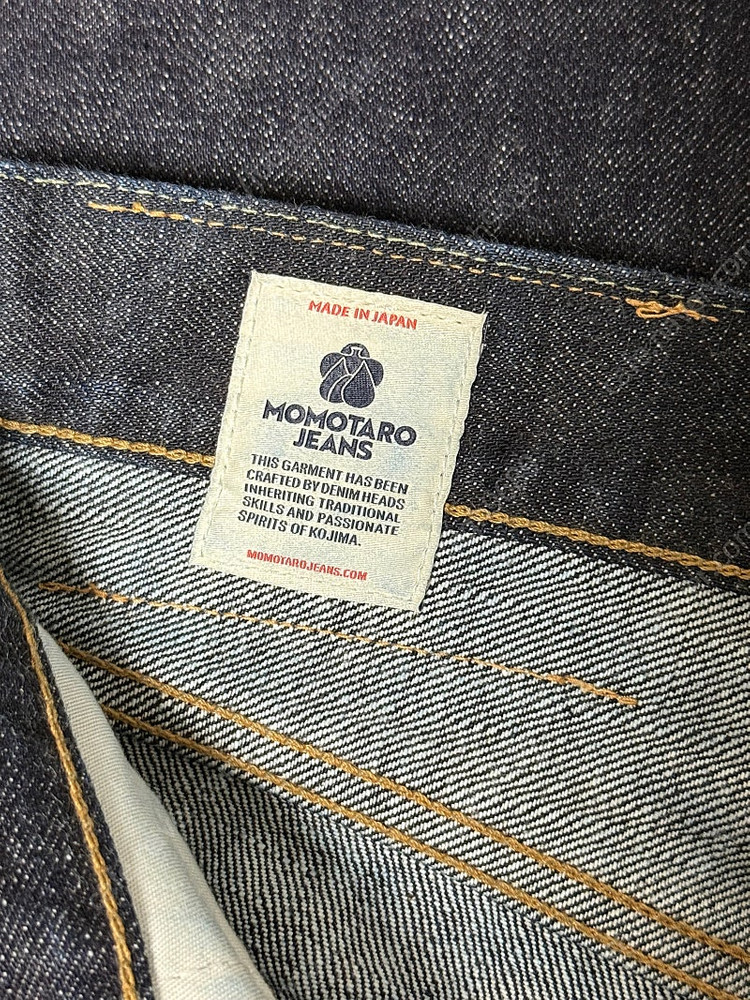 MADE IN JAPAN
MOMOTARO
JEANS
THIS GARMENT HAS BEEN
CRAFTED BY DENIM HEADS
INHERITING TRADITIONAL
SKILLS AND PASSIONATE
SPIRITS OF KOJIMA.
MOMOTAROJEANS.COM